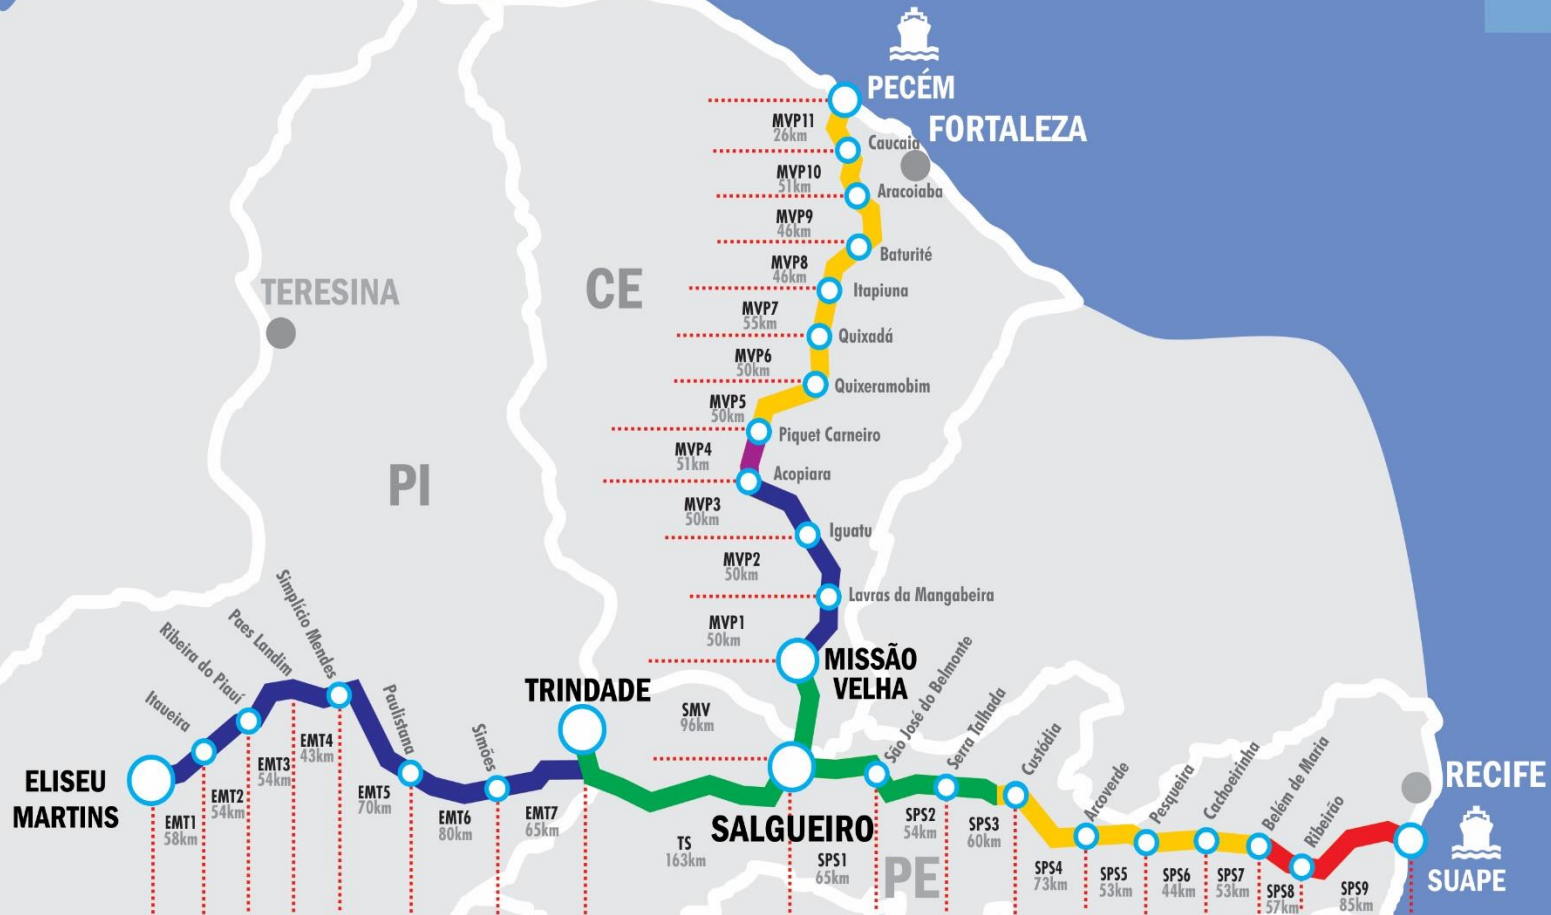 PECÉM
FORTALEZA
MVP11
26km
Caucaia
MVP10
51km
Aracoiaba
MVP9
46km
Baturité
MVP8
46km
Itapiuna
MVP7
55km
Quixadá
MVP6
50km
Quixeramobim
MVP5
50km
Piquet Carneiro
MVP4
51km
Acopiara
MVP3
50km
Iguatu
MVP2
50km
Lavras da Mangabeira
MVP1
50km
MISSÃO
VELHA
SMV
96km
TERESINA
CE
PI
PE
ELISEU
MARTINS
Itaueira
Ribeira do Piauí
Paes Landim
Simplício Mendes
Paulistana
Simões
TRINDADE
EMT1
58km
EMT2
54km
EMT3
54km
EMT4
43km
EMT5
70km
EMT6
80km
EMT7
65km
TS
163km
SALGUEIRO
São José do Belmonte
Serra Talhada
Custódia
Arcoverde
Pesqueira
Cachoeirinha
Belém de Maria
Ribeirão
SPS1
65km
SPS2
54km
SPS3
60km
SPS4
73km
SPS5
53km
SPS6
44km
SPS7
53km
SPS8
57km
SPS9
85km
RECIFE
SUAPE